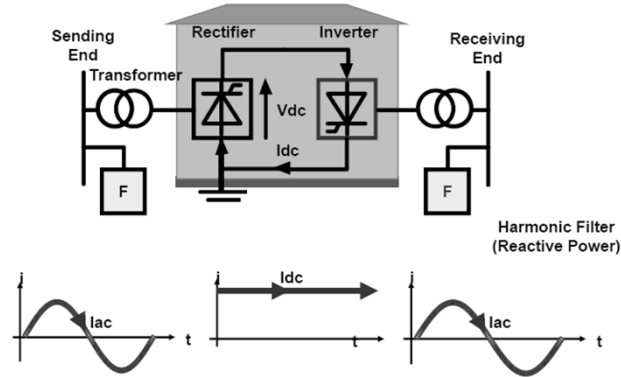 Sending
End
Transformer
Rectifier
Inverter
Receiving
End
Vdc
Idc
F
F
Harmonic Filter
(Reactive Power)
i
Iac
t
i
Idc
t
i
Iac
t